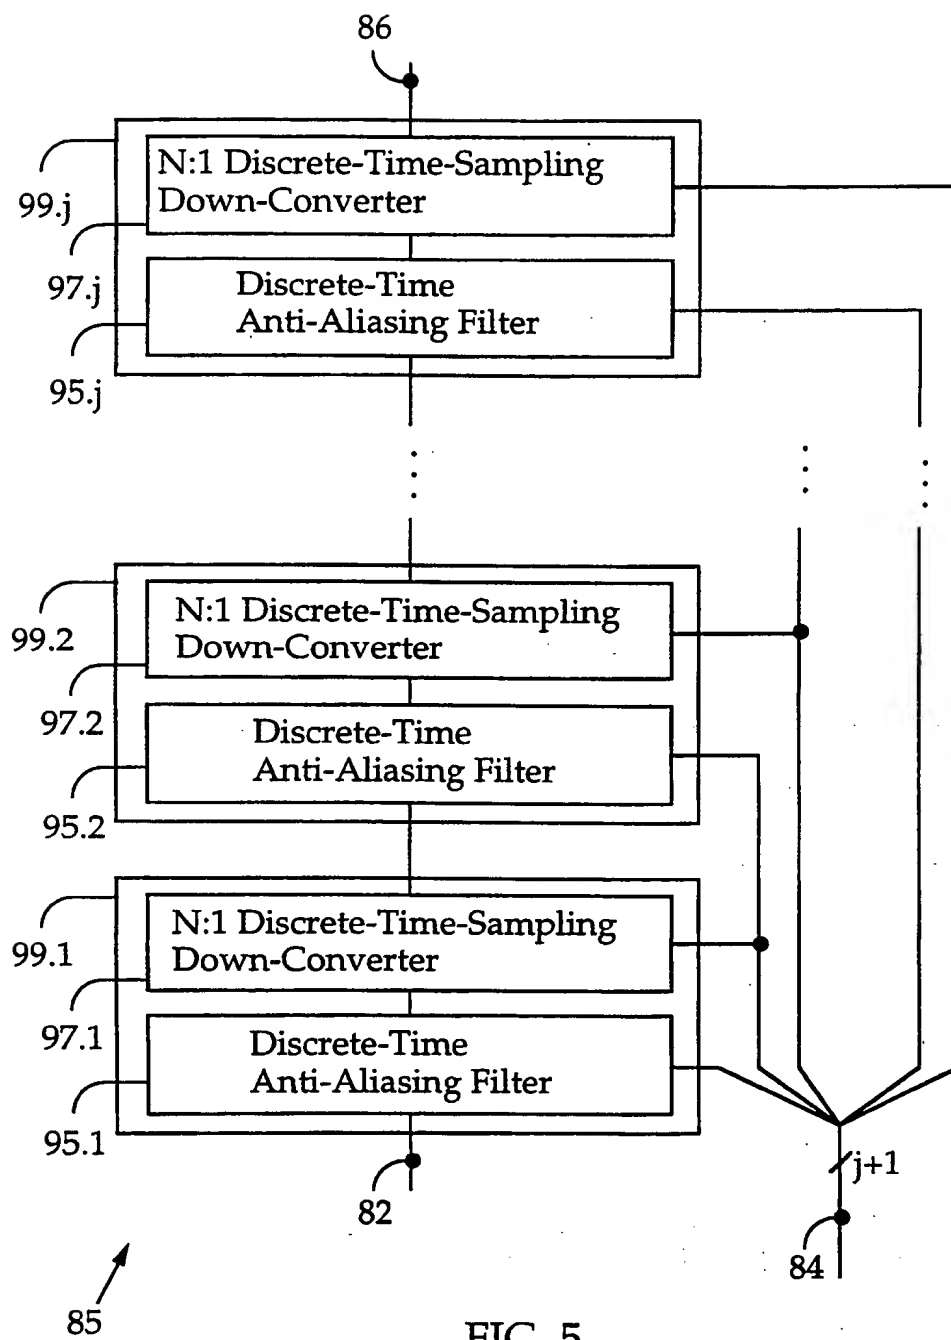 86
N:1 Discrete-Time-Sampling
Down-Converter
99.j
97.j
Discrete-Time
Anti-Aliasing Filter
95.j
N:1 Discrete-Time-Sampling
Down-Converter
99.2
97.2
Discrete-Time
Anti-Aliasing Filter
95.2
N:1 Discrete-Time-Sampling
Down-Converter
99.1
97.1
Discrete-Time
Anti-Aliasing Filter
95.1
j+1
82
84
85
FIG. 5